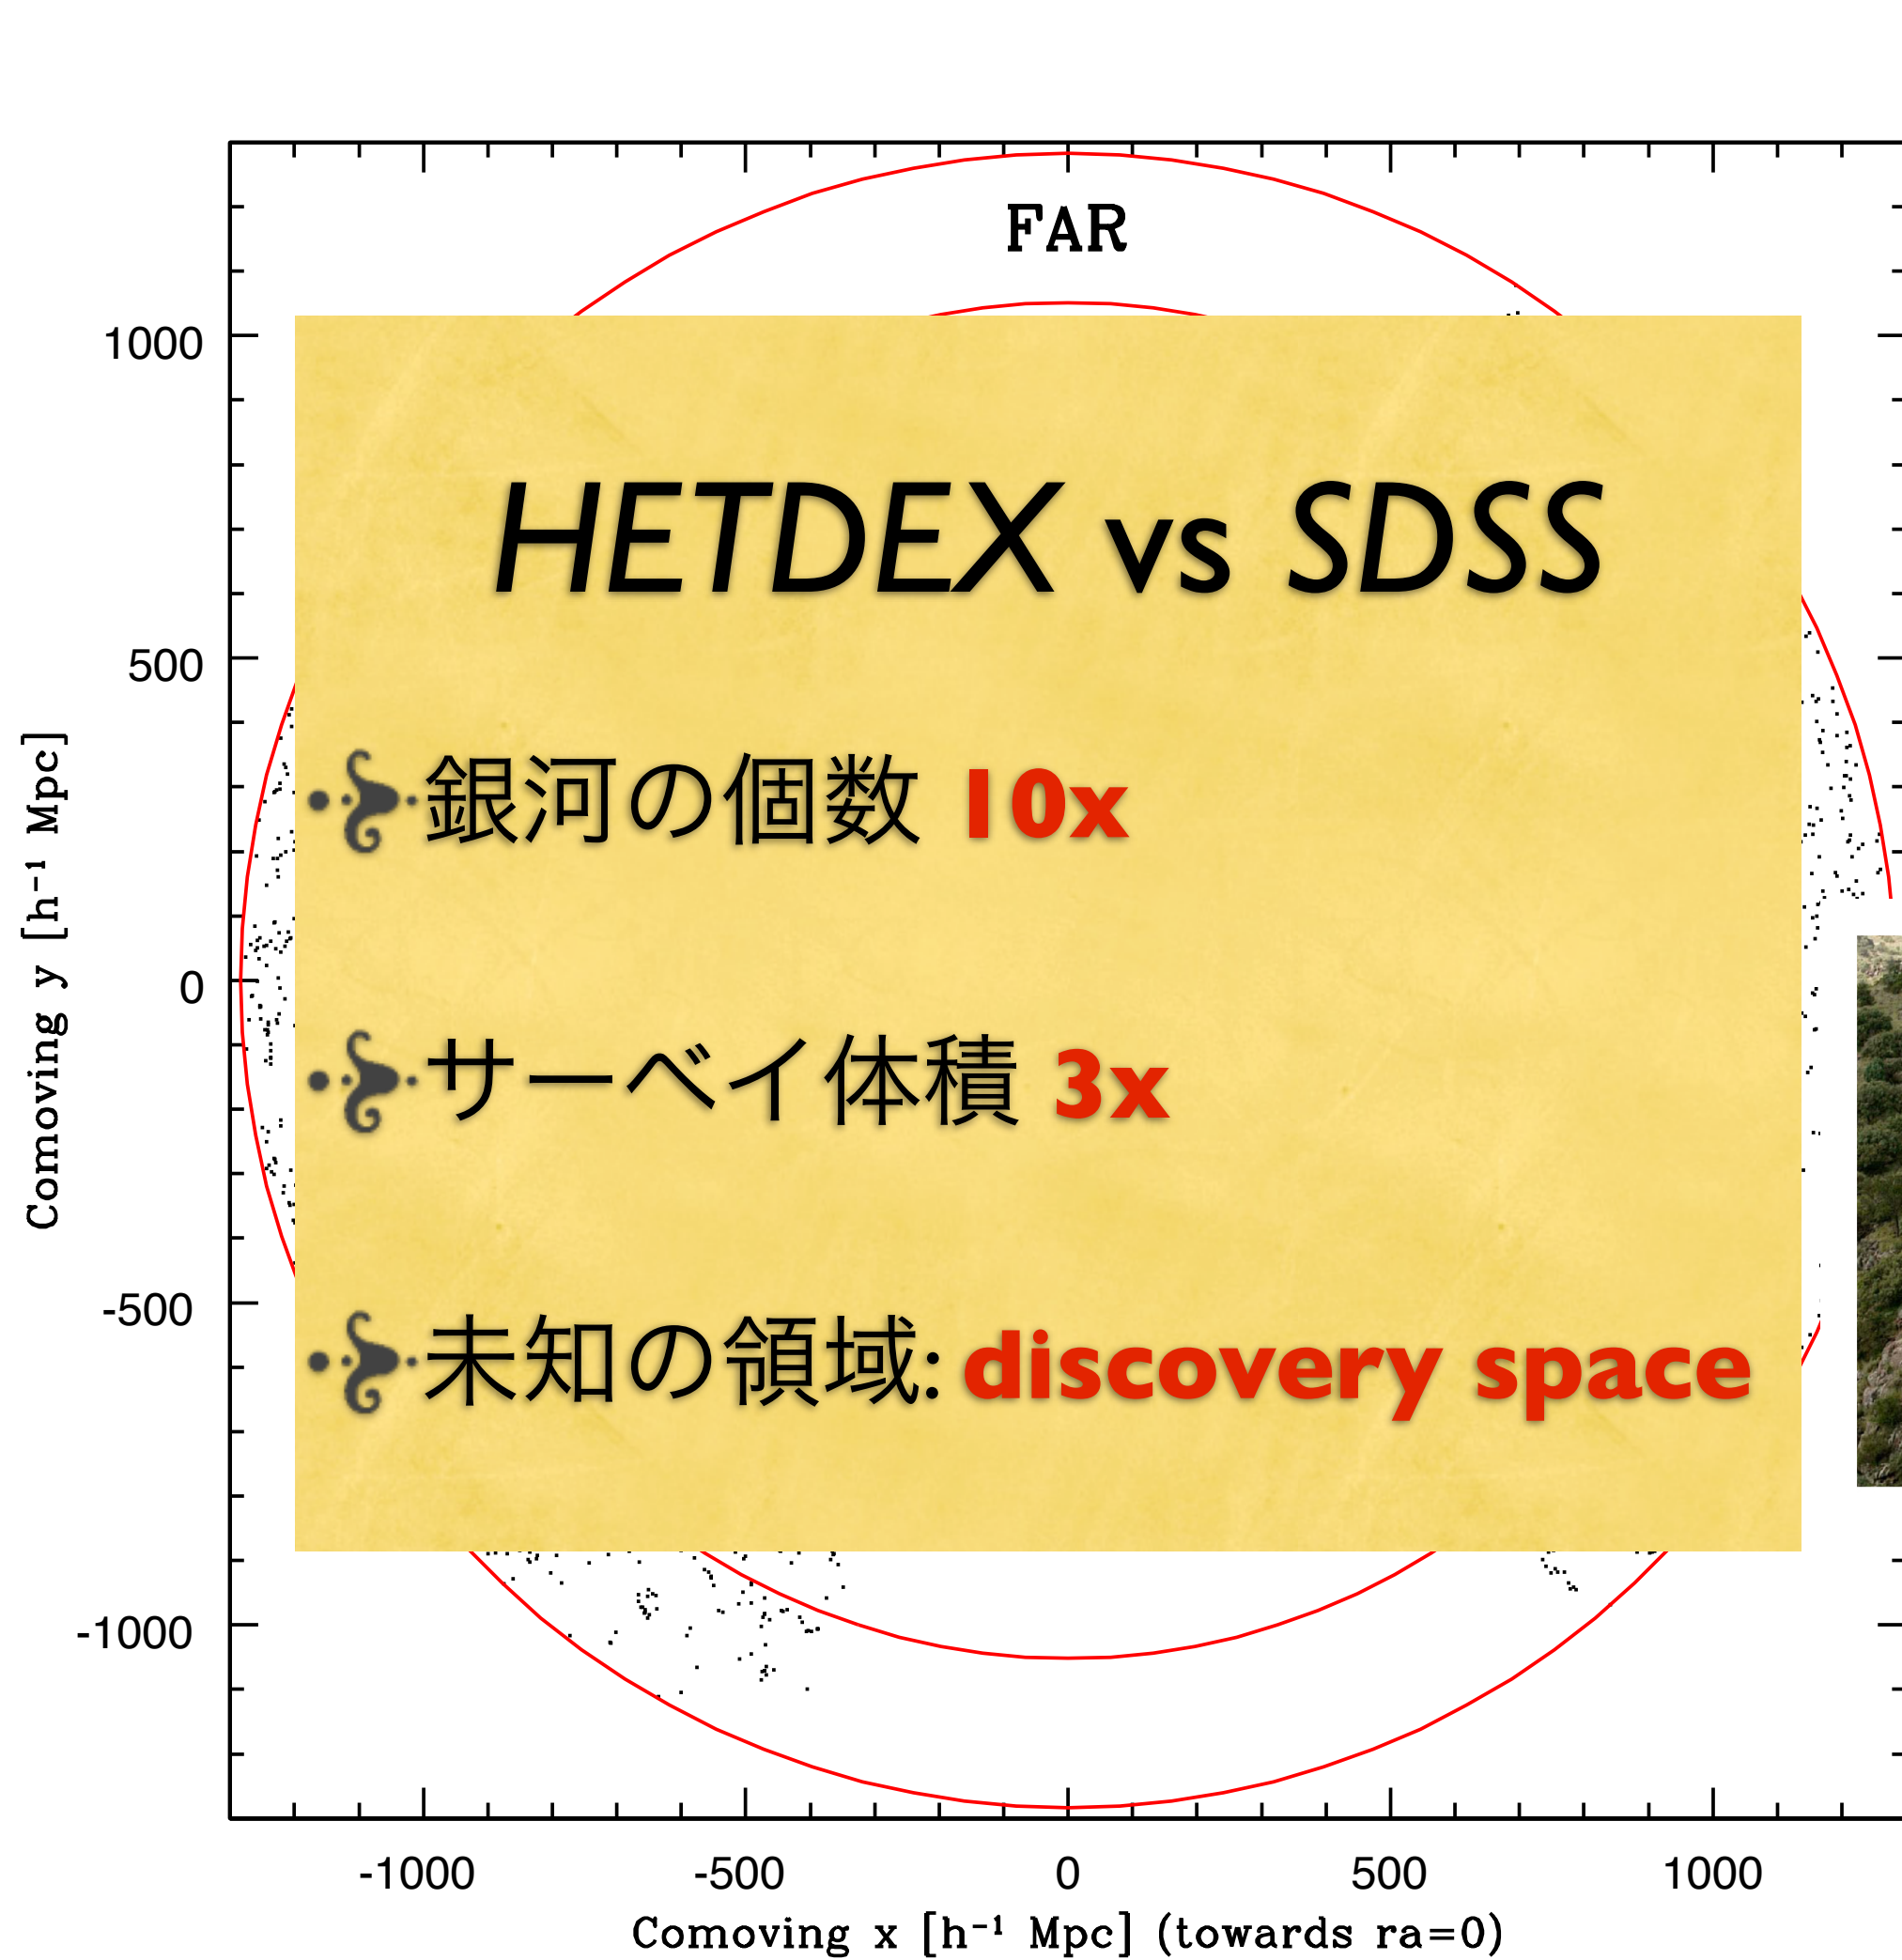 FAR
1000
500
0
-500
-1000
Comoving y [h⁻¹ Mpc]
HETDEX vs SDSS
銀河の個数 10x
サーベイ体積 3x
未知の領域: discovery space
-1000 -500 0 500 1000
Comoving x [h⁻¹ Mpc] (towards ra=0)